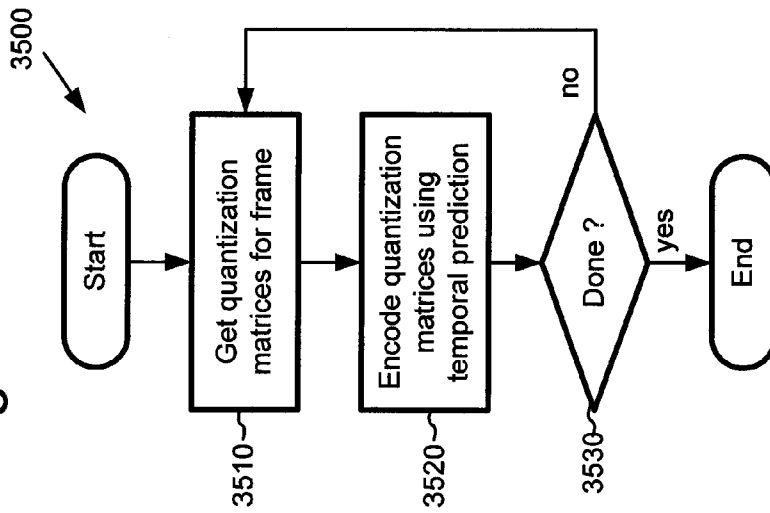 3500
Start
3510
Get quantization
matrices for frame
3520
Encode quantization
matrices using
temporal prediction
3530
Done ?
no
yes
End